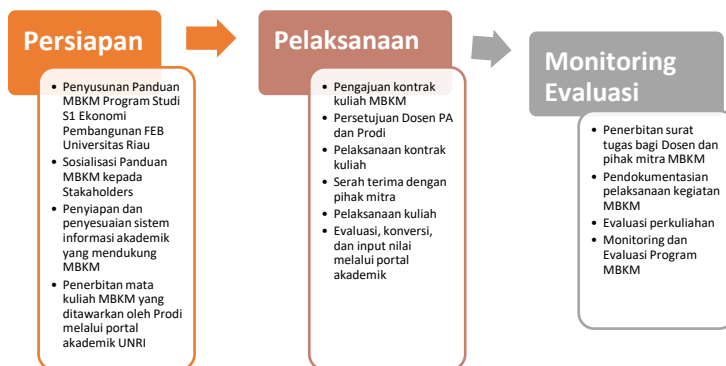 Persiapan
• Penyusunan Panduan
MBKM Program Studi
S1 Ekonomi
Pembangunan FEB
Universitas Riau
• Sosialisasi Panduan
MBKM kepada
Stakeholders
• Penyiapan dan
penyesuaian sistem
informasi akademik
yang mendukung
MBKM
• Penerbitan mata
kuliah MBKM yang
ditawarkan oleh Prodi
melalui portal
akademik UNRI
Pelaksanaan
• Pengajuan kontrak
kuliah MBKM
• Persetujuan Dosen PA
dan Prodi
• Pelaksanaan kontrak
kuliah
• Serah terima dengan
pihak mitra
• Pelaksanaan kuliah
• Evaluasi, konversi,
dan input nilai
melalui portal
akademik
Monitoring
Evaluasi
• Penerbitan surat
tugas bagi Dosen dan
pihak mitra MBKM
• Pendokumentasian
pelaksanaan kegiatan
MBKM
• Evaluasi perkuliahan
• Monitoring dan
Evaluasi Program
MBKM